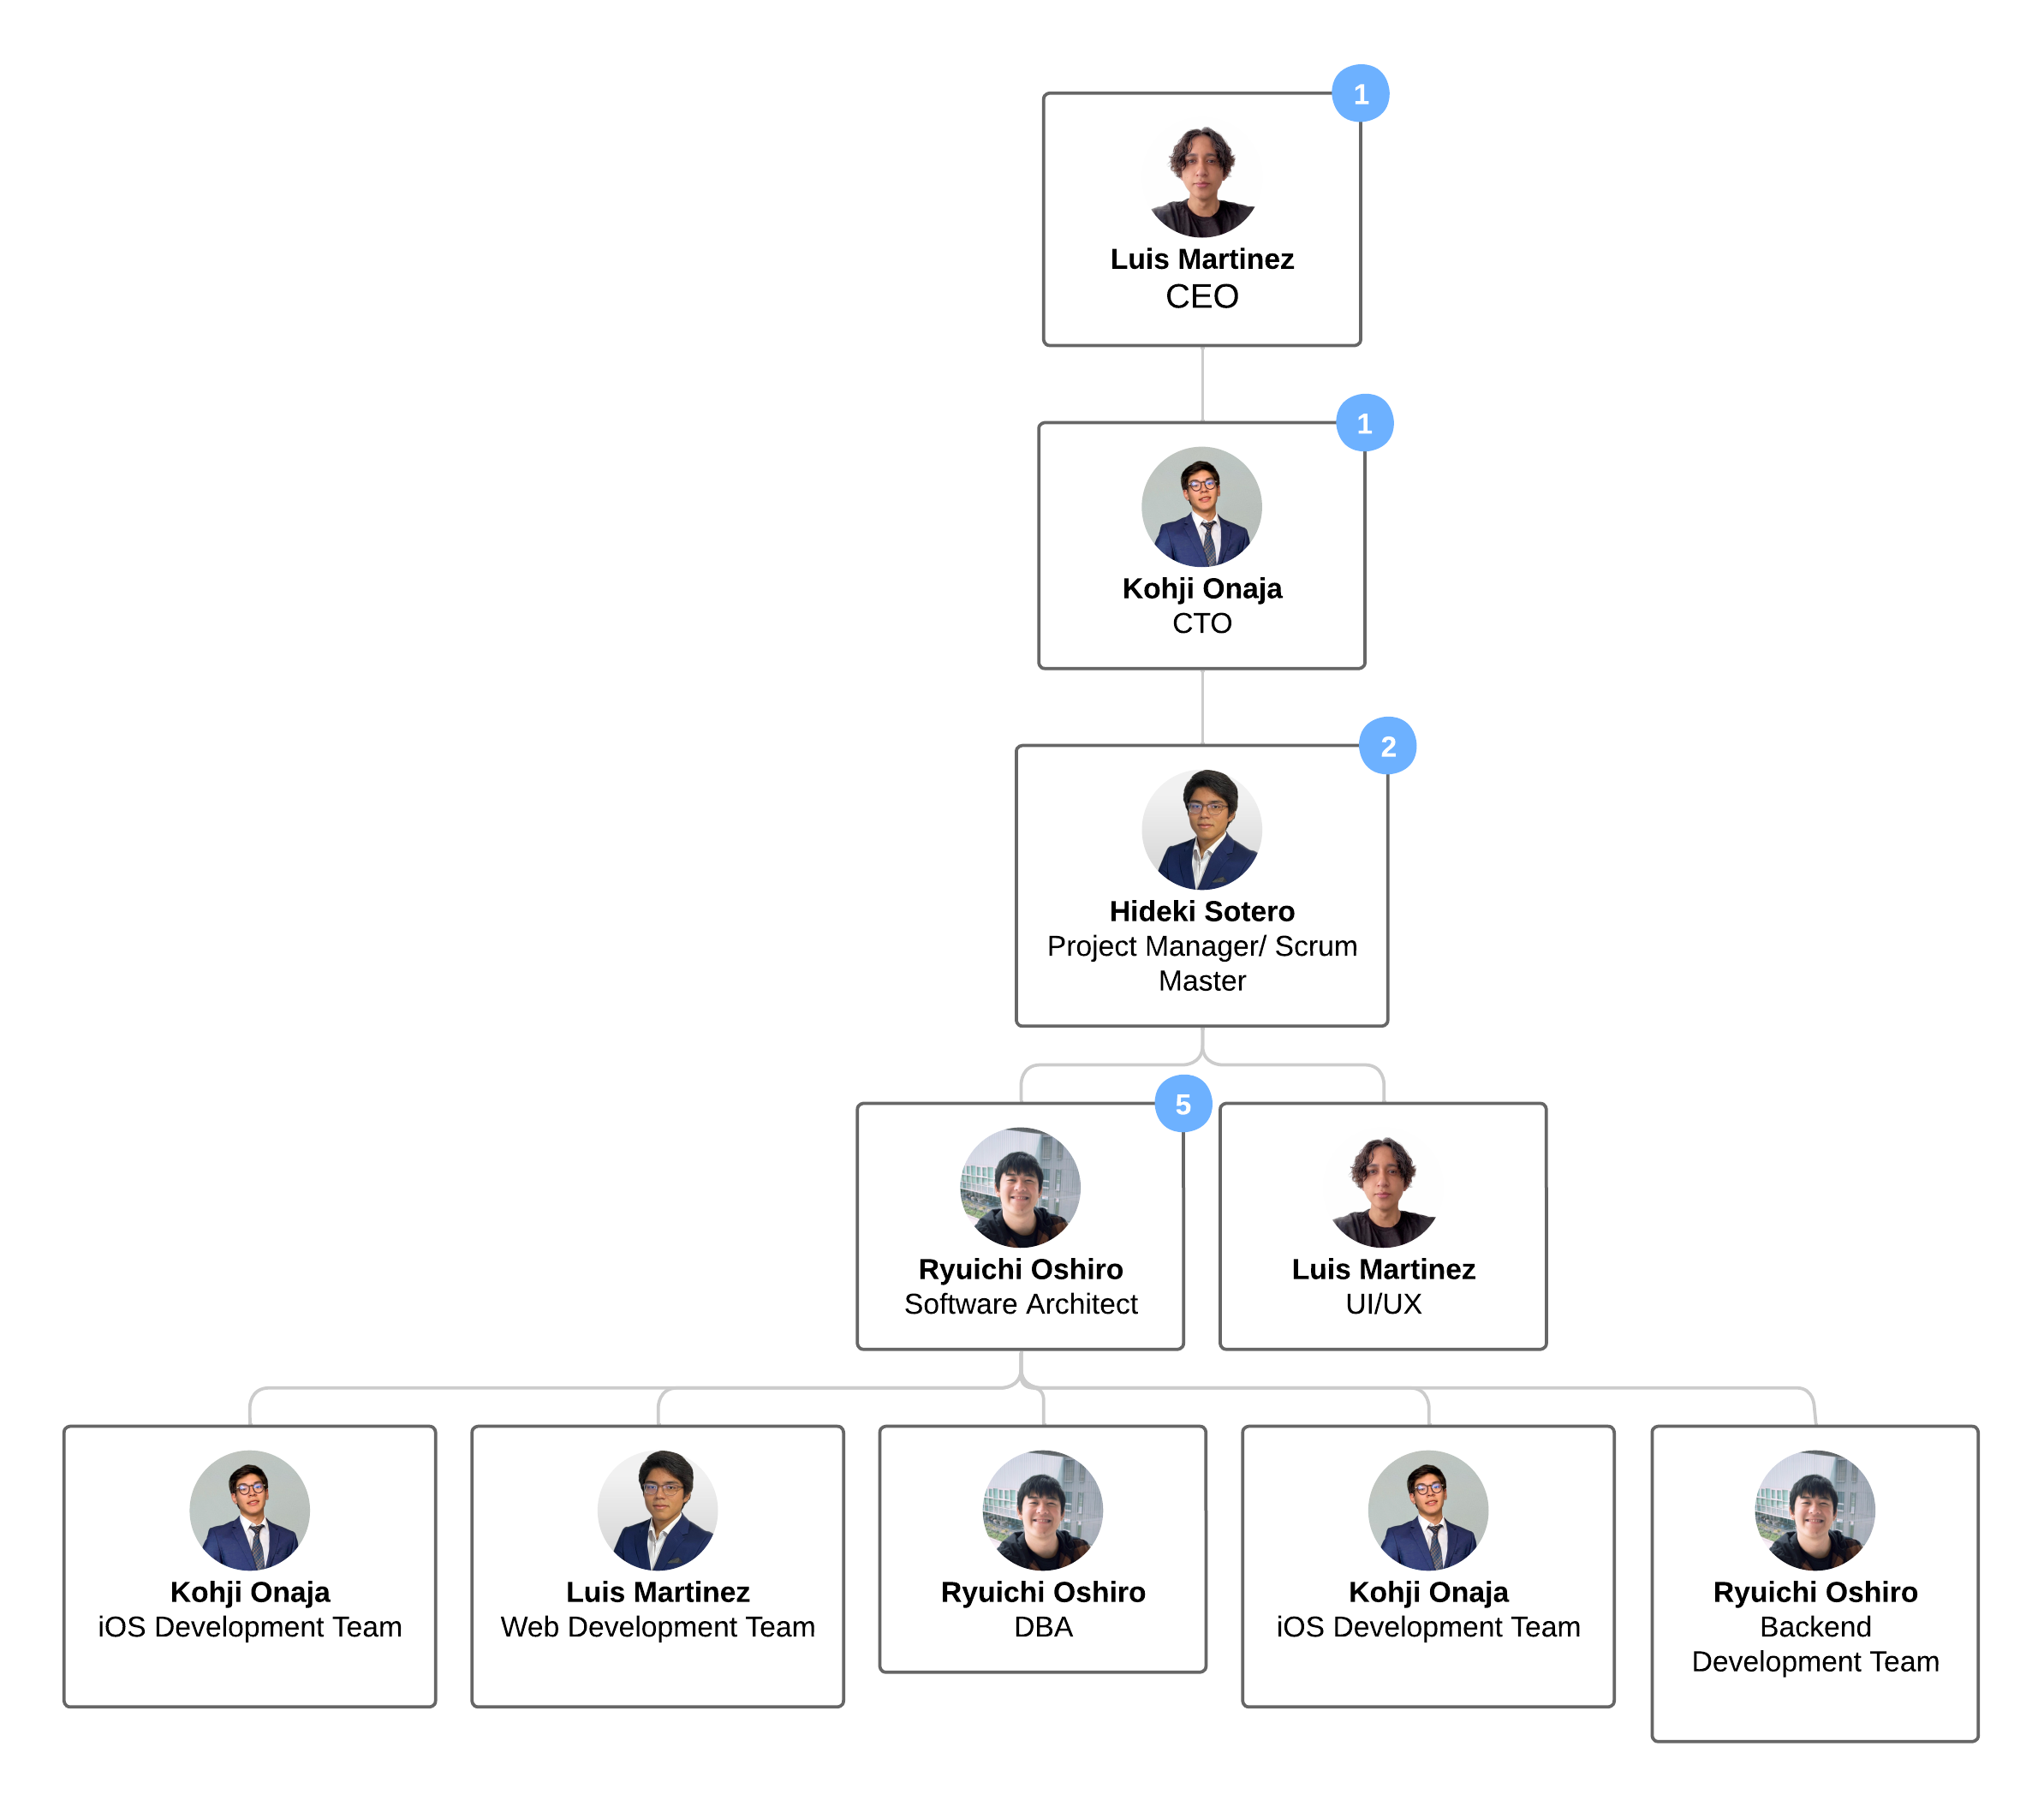 1
Luis Martinez
CEO
1
Kohji Onaja
CTO
2
Hideki Sotero
Project Manager/ Scrum
Master
5
Ryuichi Oshiro
Software Architect
Luis Martinez
UI/UX
Kohji Onaja
iOS Development Team
Luis Martinez
Web Development Team
Ryuichi Oshiro
DBA
Kohji Onaja
iOS Development Team
Ryuichi Oshiro
Backend
Development Team